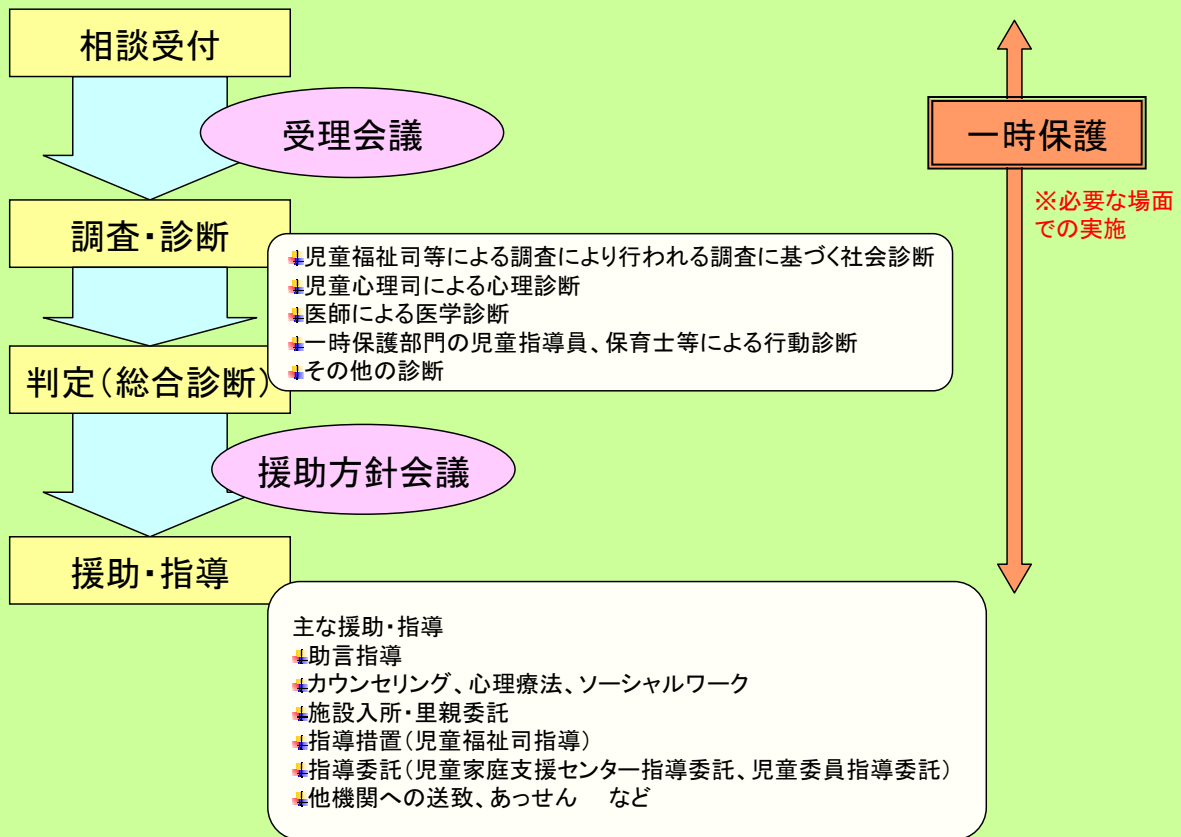 相談受付
受理会議
一時保護
※必要な場面
での実施
調査・診断
児童福祉司等による調査により行われる調査に基づく社会診断
児童心理司による心理診断
医師による医学診断
一時保護部門の児童指導員、保育士等による行動診断
その他の診断
判定（総合診断）
援助方針会議
援助・指導
主な援助・指導
助言指導
カウンセリング、心理療法、ソーシャルワーク
施設入所・里親委託
指導措置（児童福祉司指導）
指導委託（児童家庭支援センター指導委託、児童委員指導委託）
他機関への送致、あっせん　など